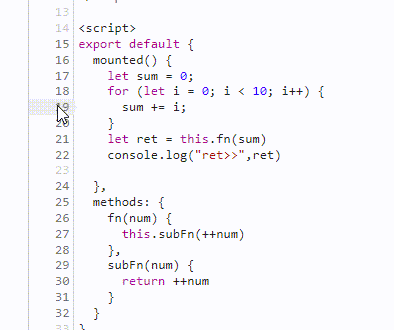 13
14 <script>
15 export default {
16 mounted() {
17 let sum = 0;
18 for (let i = 0; i < 10; i++) {
19 sum += i;
20 }
21 let ret = this.fn(sum)
22 console.log("ret>>",ret)
23
24 },
25 methods: {
26 fn(num) {
27 this.subFn(++num)
28 },
29 subFn(num) {
30 return ++num
31 }
32 }
33 }